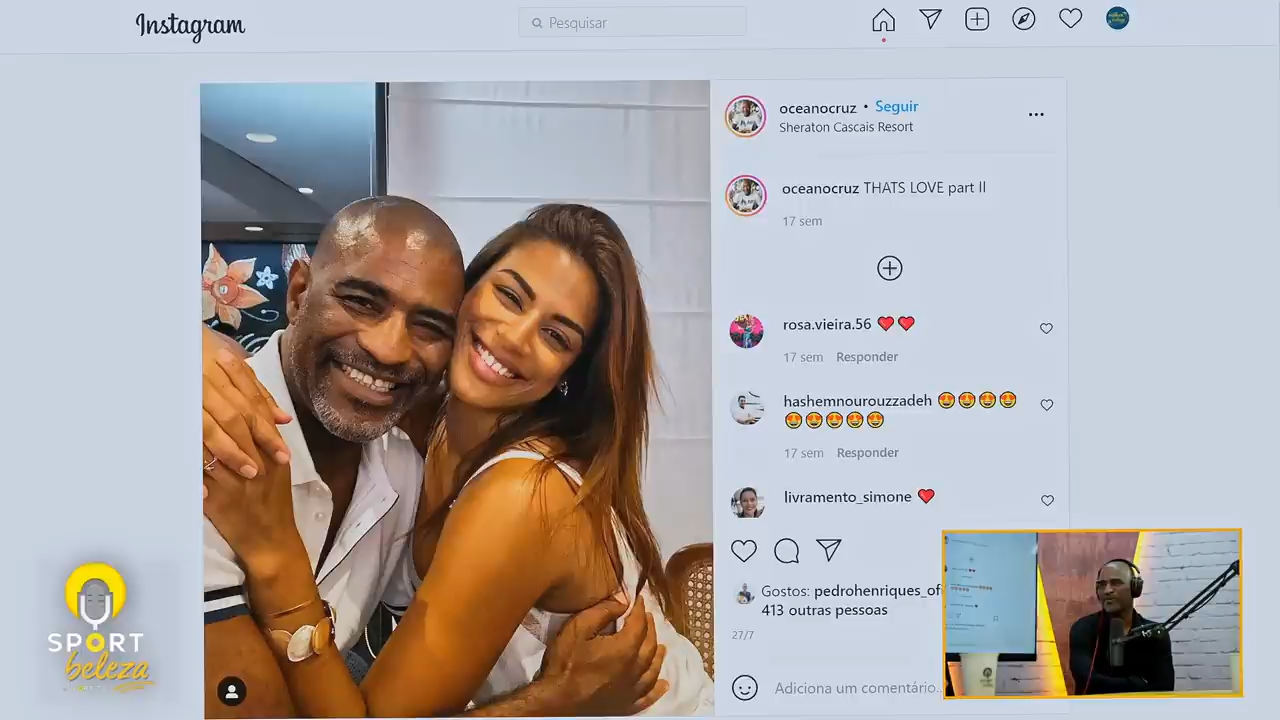 Instagram
Pesquisar
oceanocruz • Seguir
Sheraton Cascais Resort
oceanocruz THATS LOVE part II
17 sem
rosa.vieira.56 ❤️❤️
17 sem Responder
hashemnourouzzadeh 😍😍😍😍
😍😍😍😍😍
17 sem Responder
livramento_simone ❤️
Gostos: pedrohenriques_of
413 outras pessoas
27/7
Adiciona um comentário...
SPORT
beleza